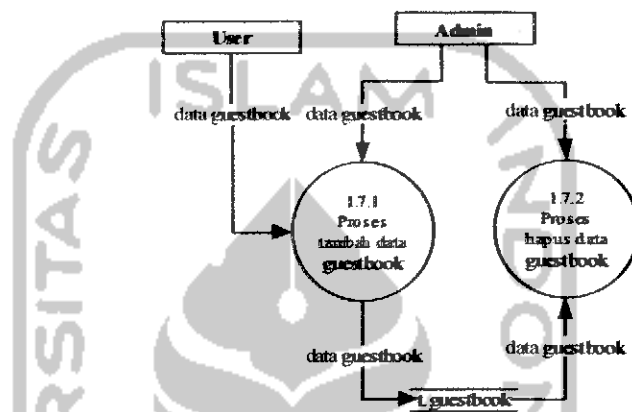 User
Admin
ISLAM
data guestbook
data guestbook
data guestbook
1.7.1
Proses
tambah data
guestbook
1.7.2
Proses
hapus data
guestbook
data guestbook
data guestbook
t_guestbook